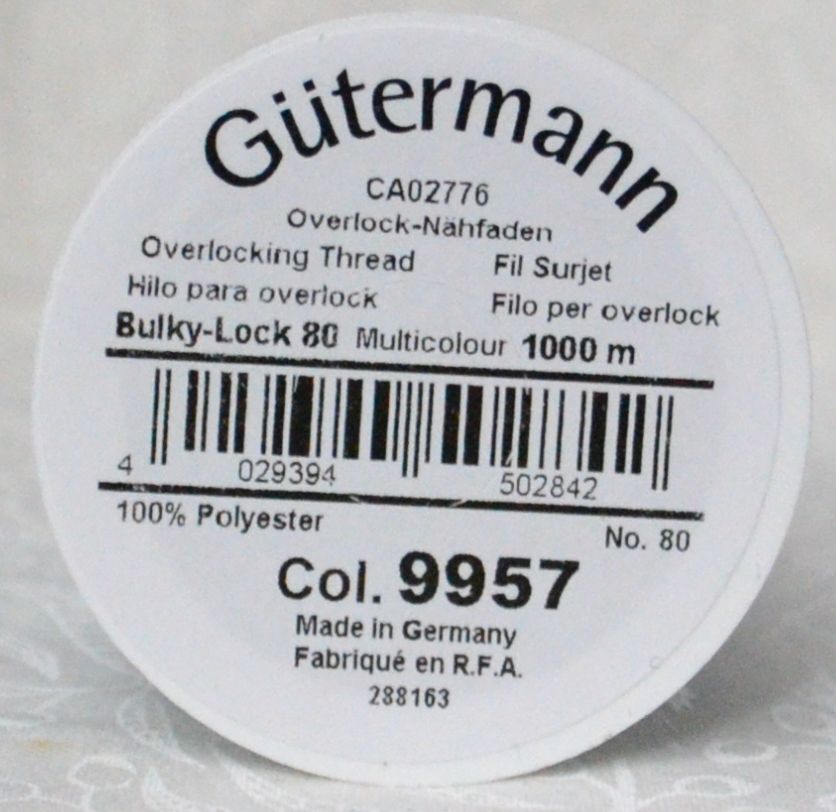 Gütermann
CA02776
Overlock-Nähfaden
Overlocking Thread Fil Surjet
Hilo para overlock Filo per overlock
Bulky-Lock 80 Multicolour 1000 m
4 029394 502842
100% Polyester No. 80
Col. 9957
Made in Germany
Fabriqué en R.F.A.
288163